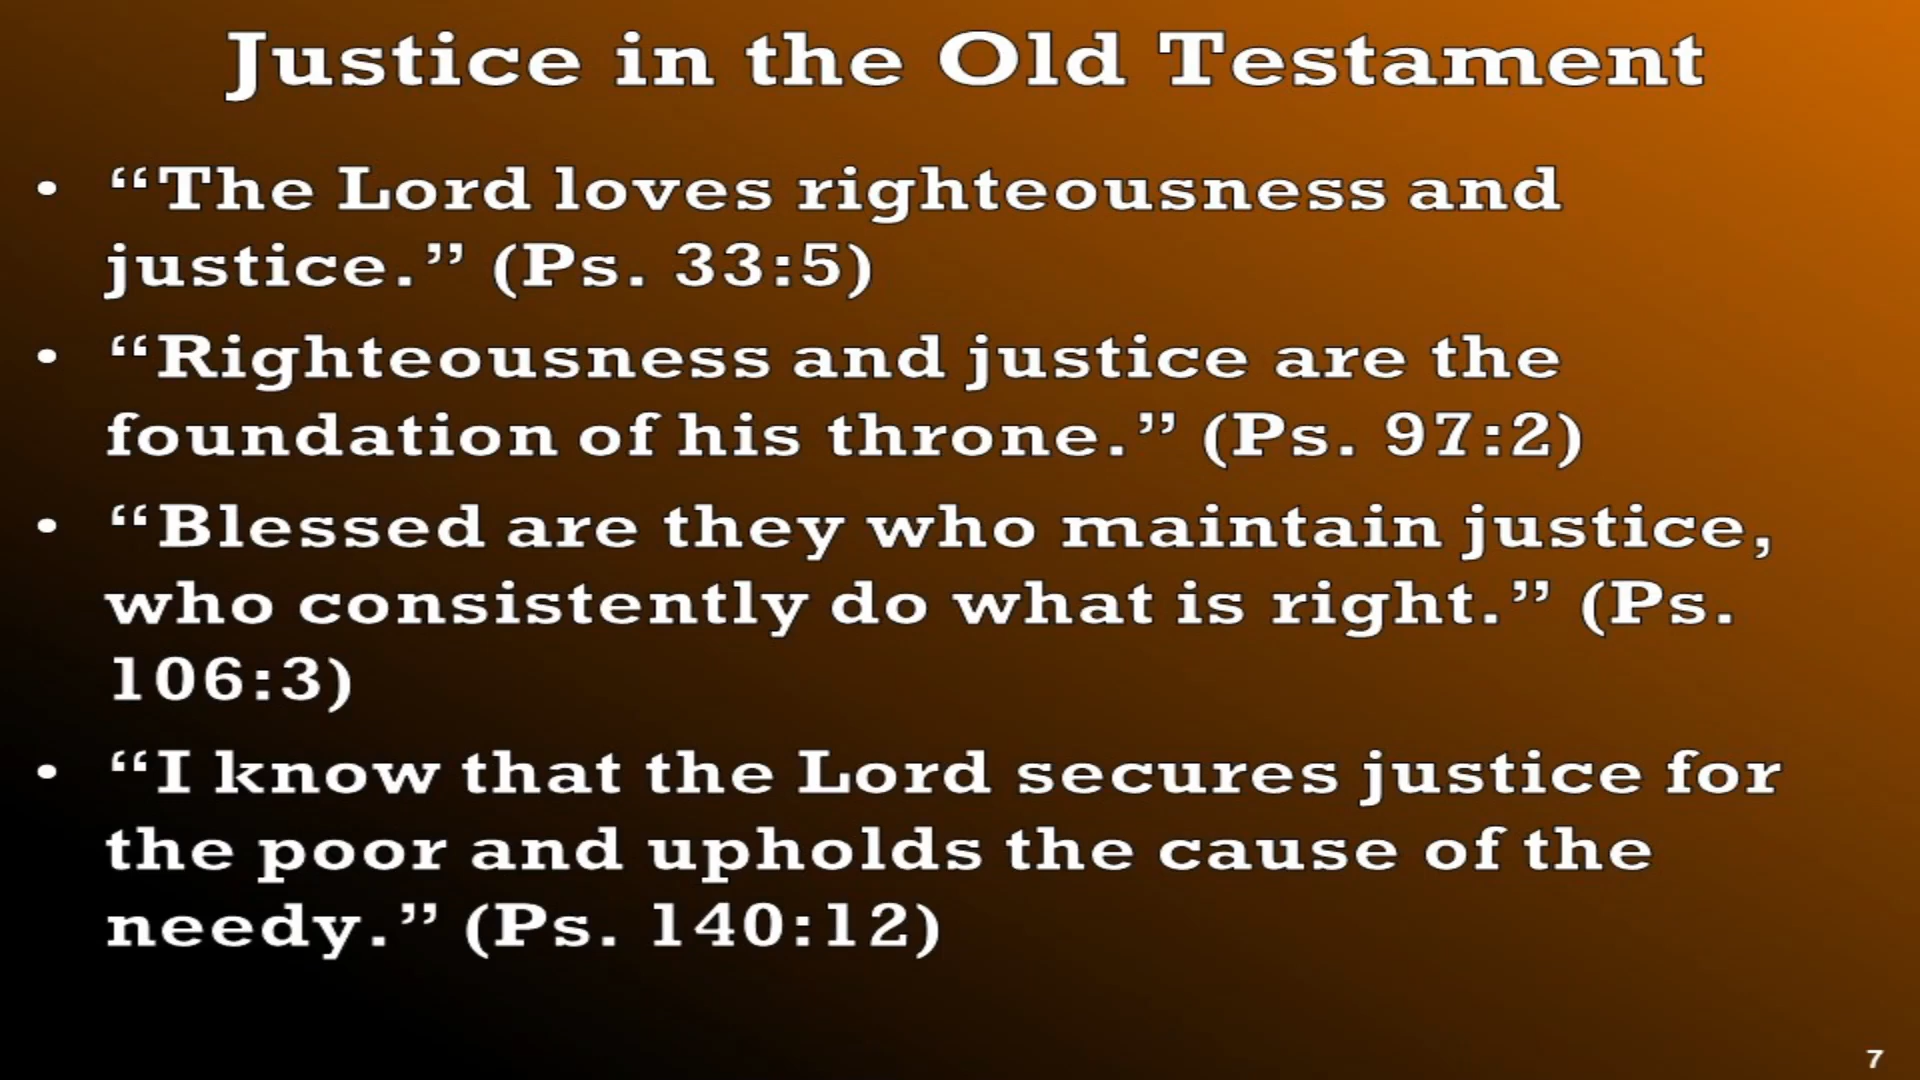 Justice in the Old Testament
• “The Lord loves righteousness and
justice.” (Ps. 33:5)
• “Righteousness and justice are the
foundation of his throne.” (Ps. 97:2)
• “Blessed are they who maintain justice,
who consistently do what is right.” (Ps.
106:3)
• “I know that the Lord secures justice for
the poor and upholds the cause of the
needy.” (Ps. 140:12)
7